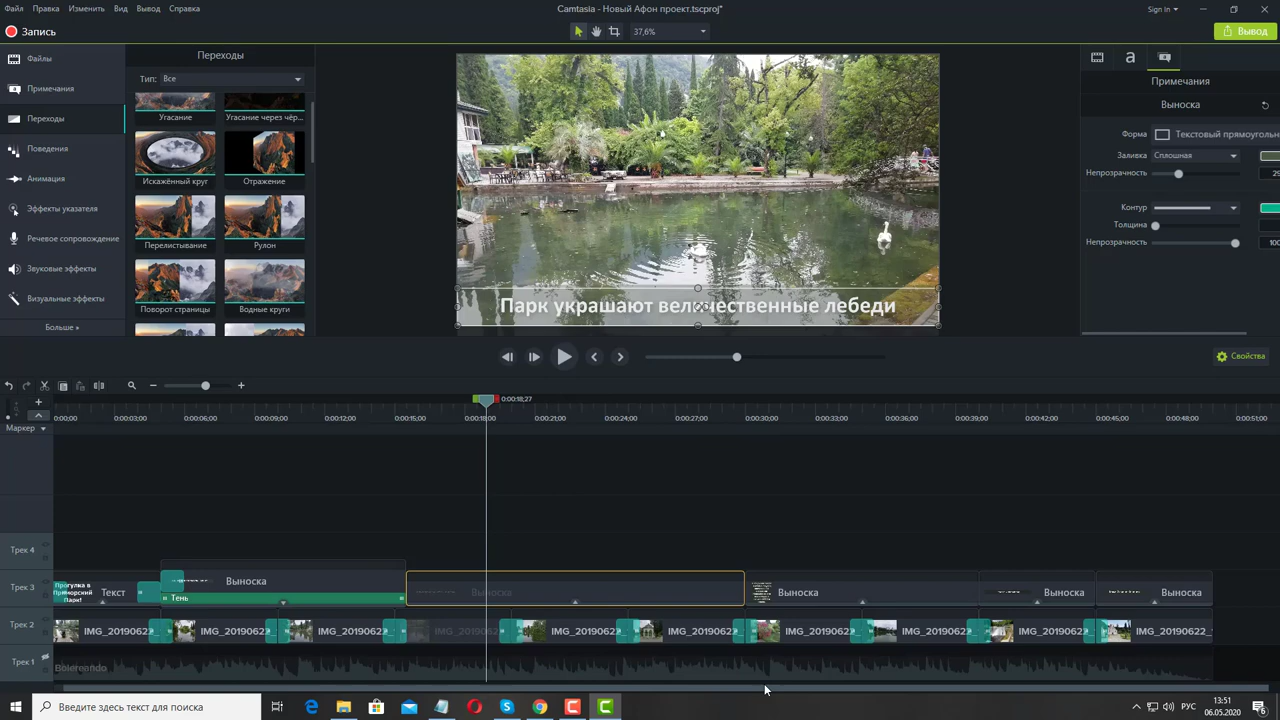 Файл Правка Изменить Вид Вывод Справка
Camtasia - Новый Афон проект.tscproj*
Sign In
Запись
37,6%
Вывод
Файлы
Примечания
Переходы
Поведения
Анимация
Эффекты указателя
Речевое сопровождение
Звуковые эффекты
Визуальные эффекты
Больше »
Переходы
Тип: Все
Угасание Угасание через чёр...
Искажённый круг Отражение
Перелистывание Рулон
Поворот страницы Водные круги
Парк украшают величественные лебеди
a
Примечания
Выноска
Форма Текстовый прямоуголь
Заливка Сплошная
Непрозрачность 25
Контур
Толщина
Непрозрачность 100
Свойства
0:00:18;27
0:00:00 0:00:03;00 0:00:06;00 0:00:09;00 0:00:12;00 0:00:15;00 0:00:18;00 0:00:21;00 0:00:24;00 0:00:27;00 0:00:30;00 0:00:33;00 0:00:36;00 0:00:39;00 0:00:42;00 0:00:45;00 0:00:48;00 0:00:51;00
Маркер
Трек 4
Трек 3
Прогулка в
Приморский
Парк!
Текст
Выноска
Тень
Выноска
Выноска
Выноска
Выноска
Трек 2
IMG_2019062 IMG_20190622 IMG_2019062 IMG_20190622 IMG_2019062 IMG_2019062 IMG_2019062 IMG_2019062 IMG_2019062 IMG_20190622_
Трек 1
Bolereando
Введите здесь текст для поиска
РУС
13:51
06.05.2020
6